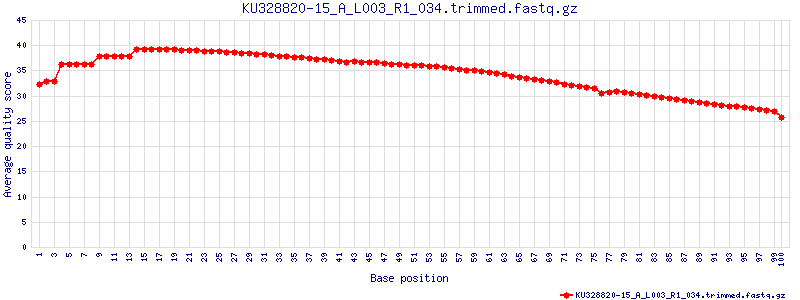 KU328820-15_A_L003_R1_034.trimmed.fastq.gz
45
40
35
30
25
20
15
10
5
0
Average quality score
1 3 5 7 9 11 13 15 17 19 21 23 25 27 29 31 33 35 37 39 41 43 45 47 49 51 53 55 57 59 61 63 65 67 69 71 73 75 77 79 81 83 85 87 89 91 93 95 97 99 100
Base position
KU328820-15_A_L003_R1_034.trimmed.fastq.gz